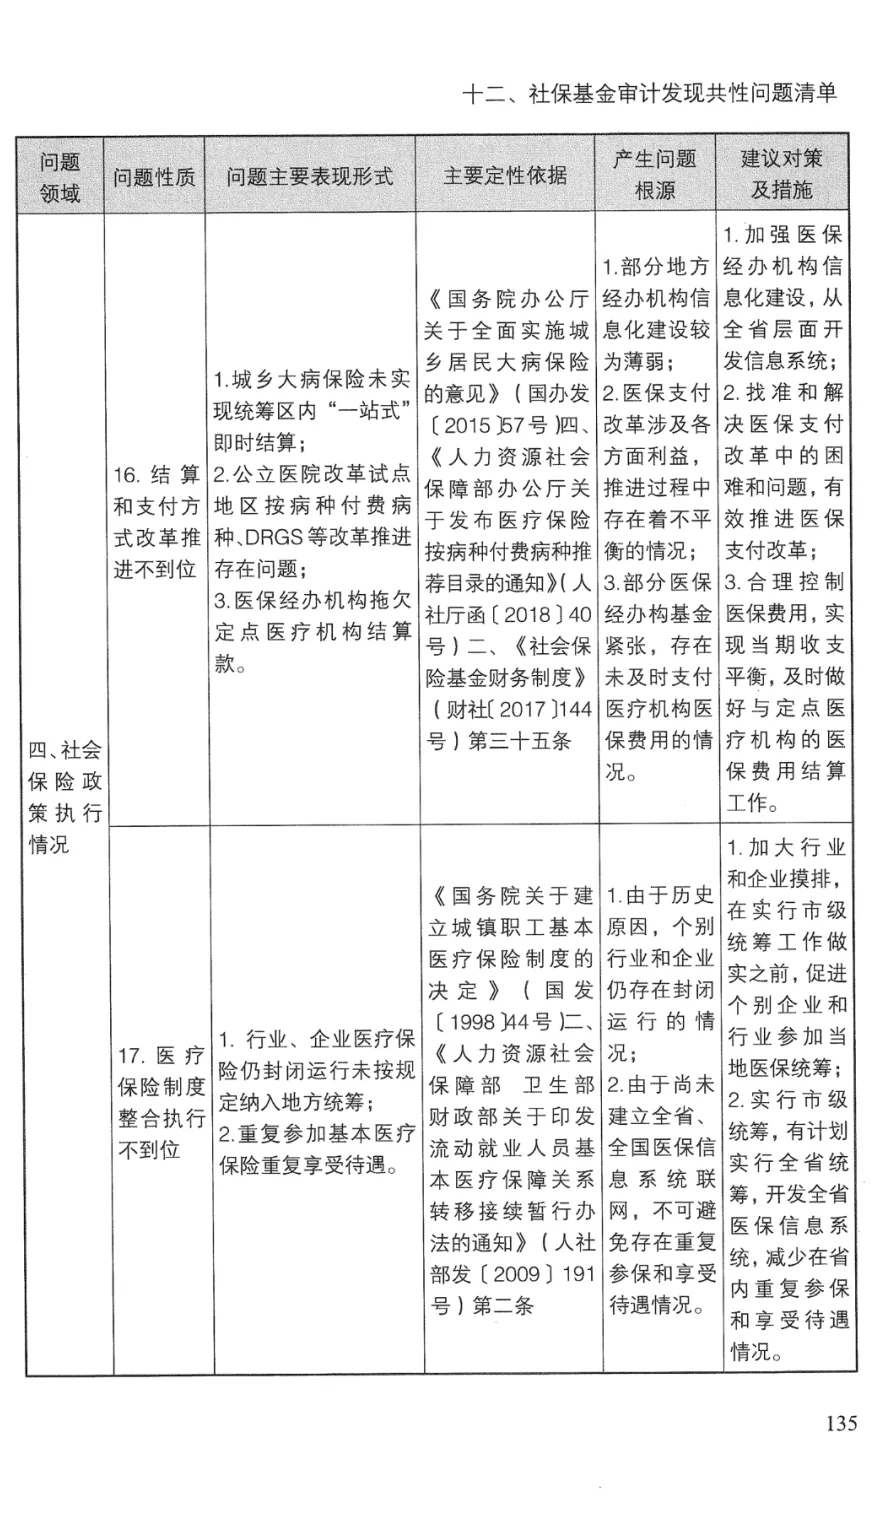 十二、社保基金审计发现共性问题清单
问题
领域
问题性质
问题主要表现形式
主要定性依据
产生问题
根源
建议对策
及措施
四、社会
保险政
策执行
情况
16. 结算
和支付方
式改革推
进不到位
1.城乡大病保险未实
现统筹区内“一站式”
即时结算；
2.公立医院改革试点
地区按病种付费病
种、DRGS等改革推进
存在问题；
3.医保经办机构拖欠
定点医疗机构结算
款。
《国务院办公厅
关于全面实施城
乡居民大病保险
的意见》（国办发
〔2015〕57号）四、
《人力资源社会
保障部办公厅关
于发布医疗保险
按病种付费病种推
荐目录的通知》（人
社厅函〔2018〕40
号）二、《社会保
险基金财务制度》
（财社〔2017〕144
号）第三十五条
1.部分地方
经办机构信
息化建设较
为薄弱；
2.医保支付
改革涉及各
方面利益，
推进过程中
存在着不平
衡的情况；
3.部分医保
经办构基金
紧张，存在
未及时支付
医疗机构医
保费用的情
况。
1.加强医保
经办机构信
息化建设，从
全省层面开
发信息系统；
2.找准和解
决医保支付
改革中的困
难和问题，有
效推进医保
支付改革；
3.合理控制
医保费用，实
现当期收支
平衡，及时做
好与定点医
疗机构的医
保费用结算
工作。
17. 医疗
保险制度
整合执行
不到位
1. 行业、企业医疗保
险仍封闭运行未按规
定纳入地方统筹；
2.重复参加基本医疗
保险重复享受待遇。
《国务院关于建
立城镇职工基本
医疗保险制度的
决定》（国发
〔1998〕44号）二、
《人力资源社会
保障部 卫生部
财政部关于印发
流动就业人员基
本医疗保障关系
转移接续暂行办
法的通知》（人社
部发〔2009〕191
号）第二条
1.由于历史
原因，个别
行业和企业
仍存在封闭
运行的情
况；
2.由于尚未
建立全省、
全国医保信
息系统联
网，不可避
免存在重复
参保和享受
待遇情况。
1.加大行业
和企业摸排，
在实行市级
统筹工作做
实之前，促进
个别企业和
行业参加当
地医保统筹；
2.实行市级
统筹，有计划
实行全省统
筹，开发全省
医保信息系
统，减少在省
内重复参保
和享受待遇
情况。
135